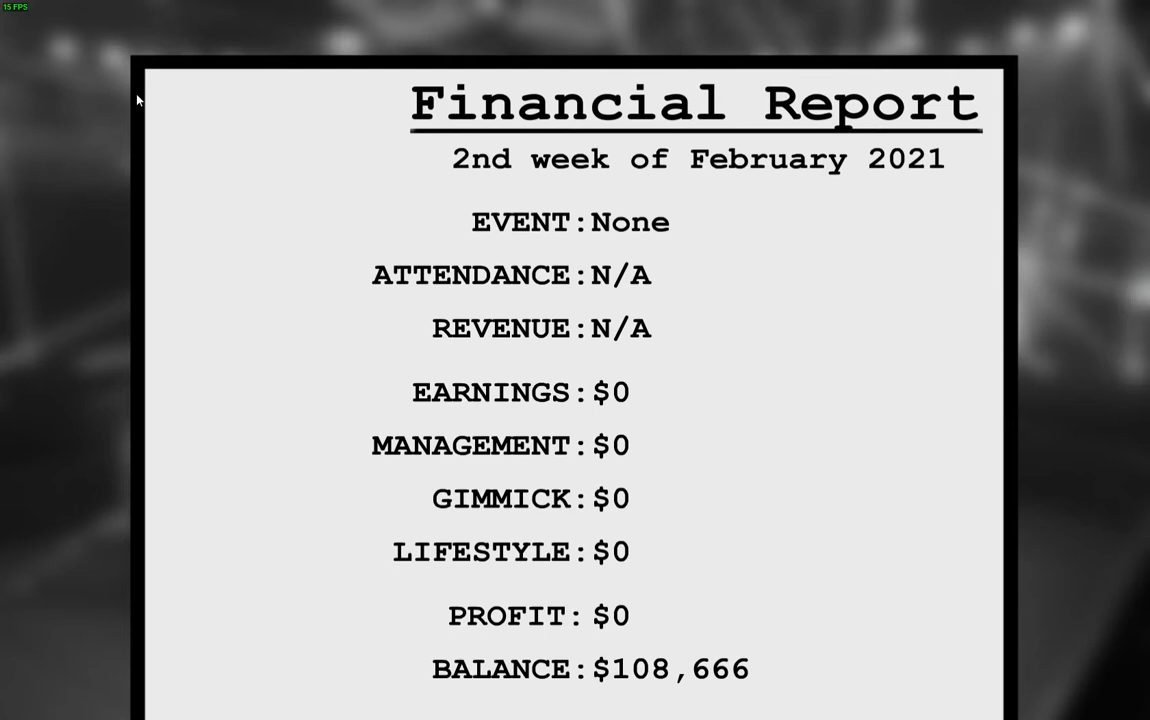 15 FPS
Financial Report
2nd week of February 2021
EVENT:None
ATTENDANCE:N/A
REVENUE:N/A
EARNINGS:$0
MANAGEMENT:$0
GIMMICK:$0
LIFESTYLE:$0
PROFIT:$0
BALANCE:$108,666